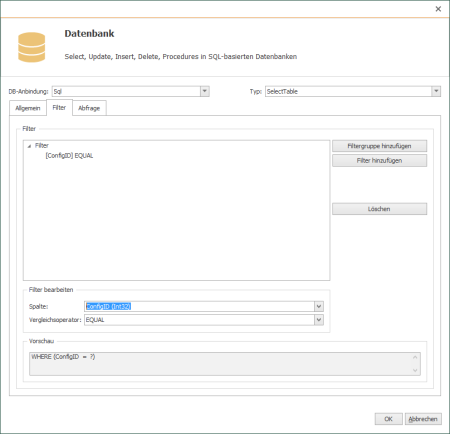 Datenbank
Select, Update, Insert, Delete, Procedures in SQL-basierten Datenbanken
DB-Anbindung: Sql Typ: SelectTable
Allgemein Filter Abfrage
Filter
Filter
[ConfigID] EQUAL
Filtergruppe hinzufügen
Filter hinzufügen
Löschen
Filter bearbeiten
Spalte: ConfigID (Int32)
Vergleichsoperator: EQUAL
Vorschau
WHERE (ConfigID = ?)
OK Abbrechen